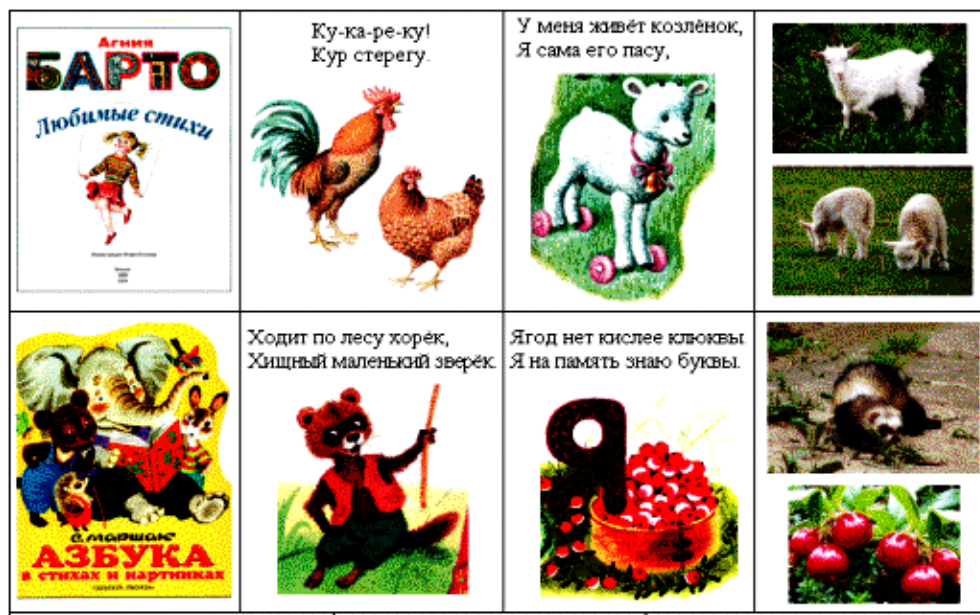 Агния
БАРТО
Любимые стихи
Ку-ка-ре-ку!
Кур стерегу.
У меня живёт козлёнок,
Я сама его пасу,
С. МАРШАК
АЗБУКА
в стихах и картинках
Ходит по лесу хорёк,
Хищный маленький зверёк.
Ягод нет кислее клюквы
Я на память знаю буквы.
Я